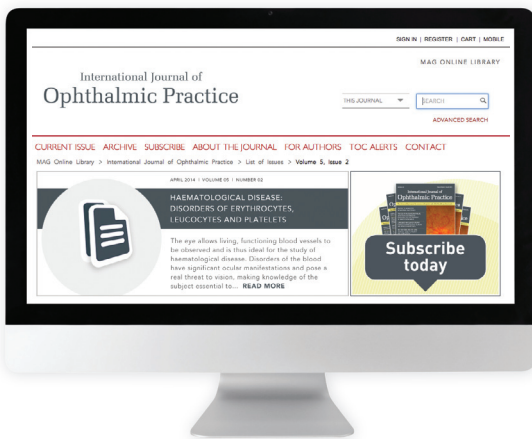 SIGN IN | REGISTER | CART | MOBILE
MAG ONLINE LIBRARY
International Journal of
Ophthalmic Practice
THIS JOURNAL
SEARCH
ADVANCED SEARCH
CURRENT ISSUE ARCHIVE SUBSCRIBE ABOUT THE JOURNAL FOR AUTHORS TOC ALERTS CONTACT
MAG Online Library > International Journal of Ophthalmic Practice > List of Issues > Volume 5, Issue 2
APRIL 2014 | VOLUME 05 | NUMBER 02
HAEMATOLOGICAL DISEASE:
DISORDERS OF ERYTHROCYTES,
LEUCOCYTES AND PLATELETS
The eye allows living, functioning blood vessels to
be observed and is thus ideal for the study of
haematological disease. Disorders of the blood
have significant ocular manifestations and pose a
real threat to vision, making knowledge of the
subject essential to... READ MORE
Ophthalmic Practice
Subscribe
today